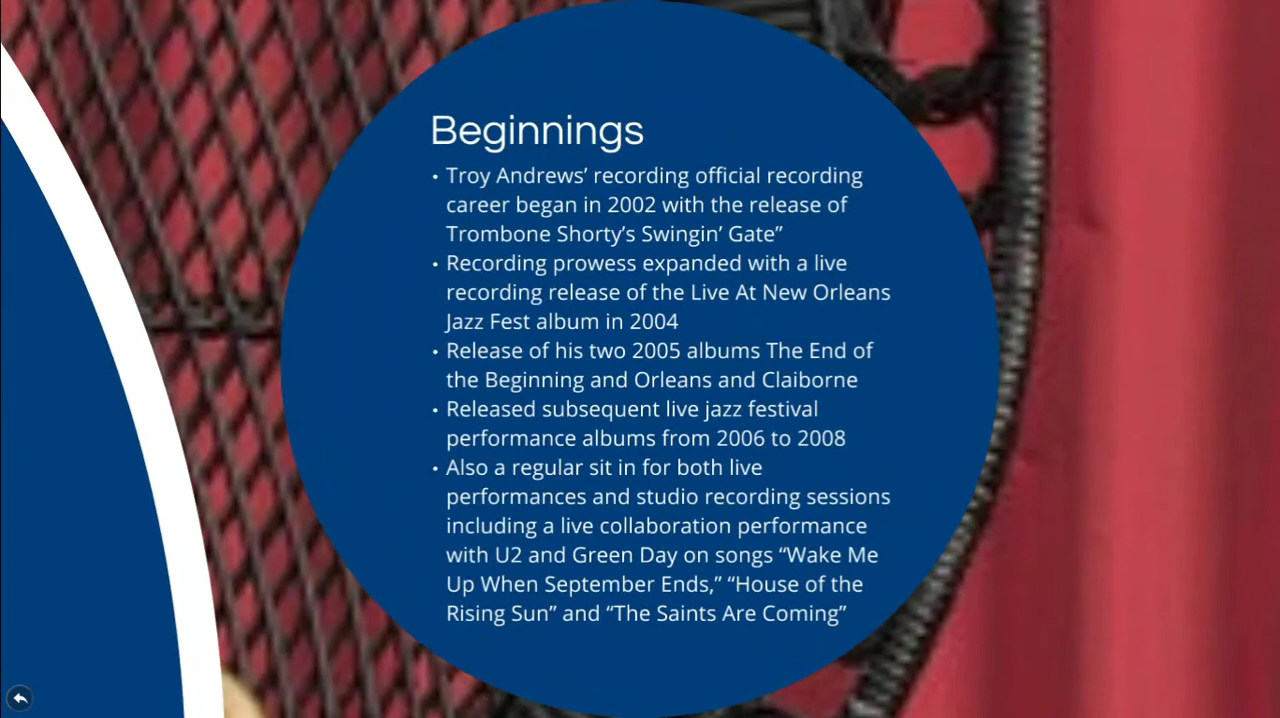 Beginnings
• Troy Andrews’ recording official recording
career began in 2002 with the release of
Trombone Shorty’s Swingin’ Gate”
• Recording prowess expanded with a live
recording release of the Live At New Orleans
Jazz Fest album in 2004
• Release of his two 2005 albums The End of
the Beginning and Orleans and Claiborne
• Released subsequent live jazz festival
performance albums from 2006 to 2008
• Also a regular sit in for both live
performances and studio recording sessions
including a live collaboration performance
with U2 and Green Day on songs “Wake Me
Up When September Ends,” “House of the
Rising Sun” and “The Saints Are Coming”